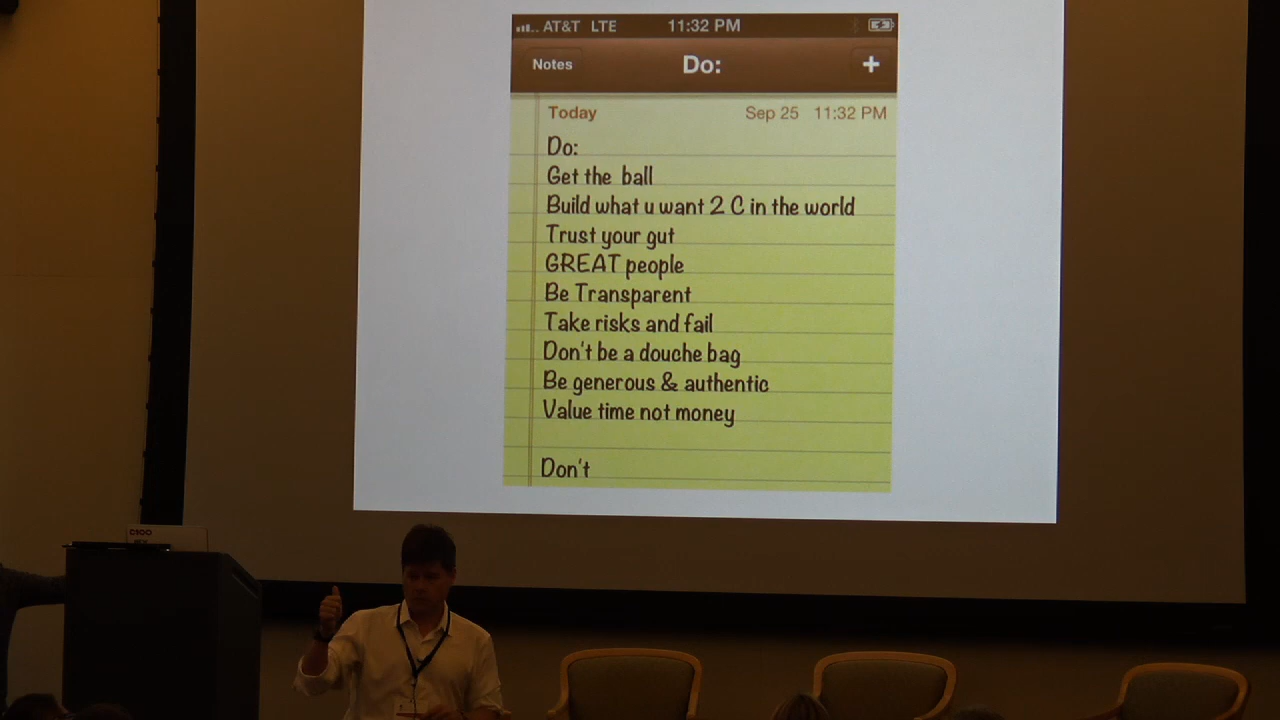 AT&T LTE 11:32 PM
Notes Do: +
Today Sep 25 11:32 PM
Do:
Get the ball
Build what u want 2 C in the world
Trust your gut
GREAT people
Be Transparent
Take risks and fail
Don't be a douche bag
Be generous & authentic
Value time not money
Don't